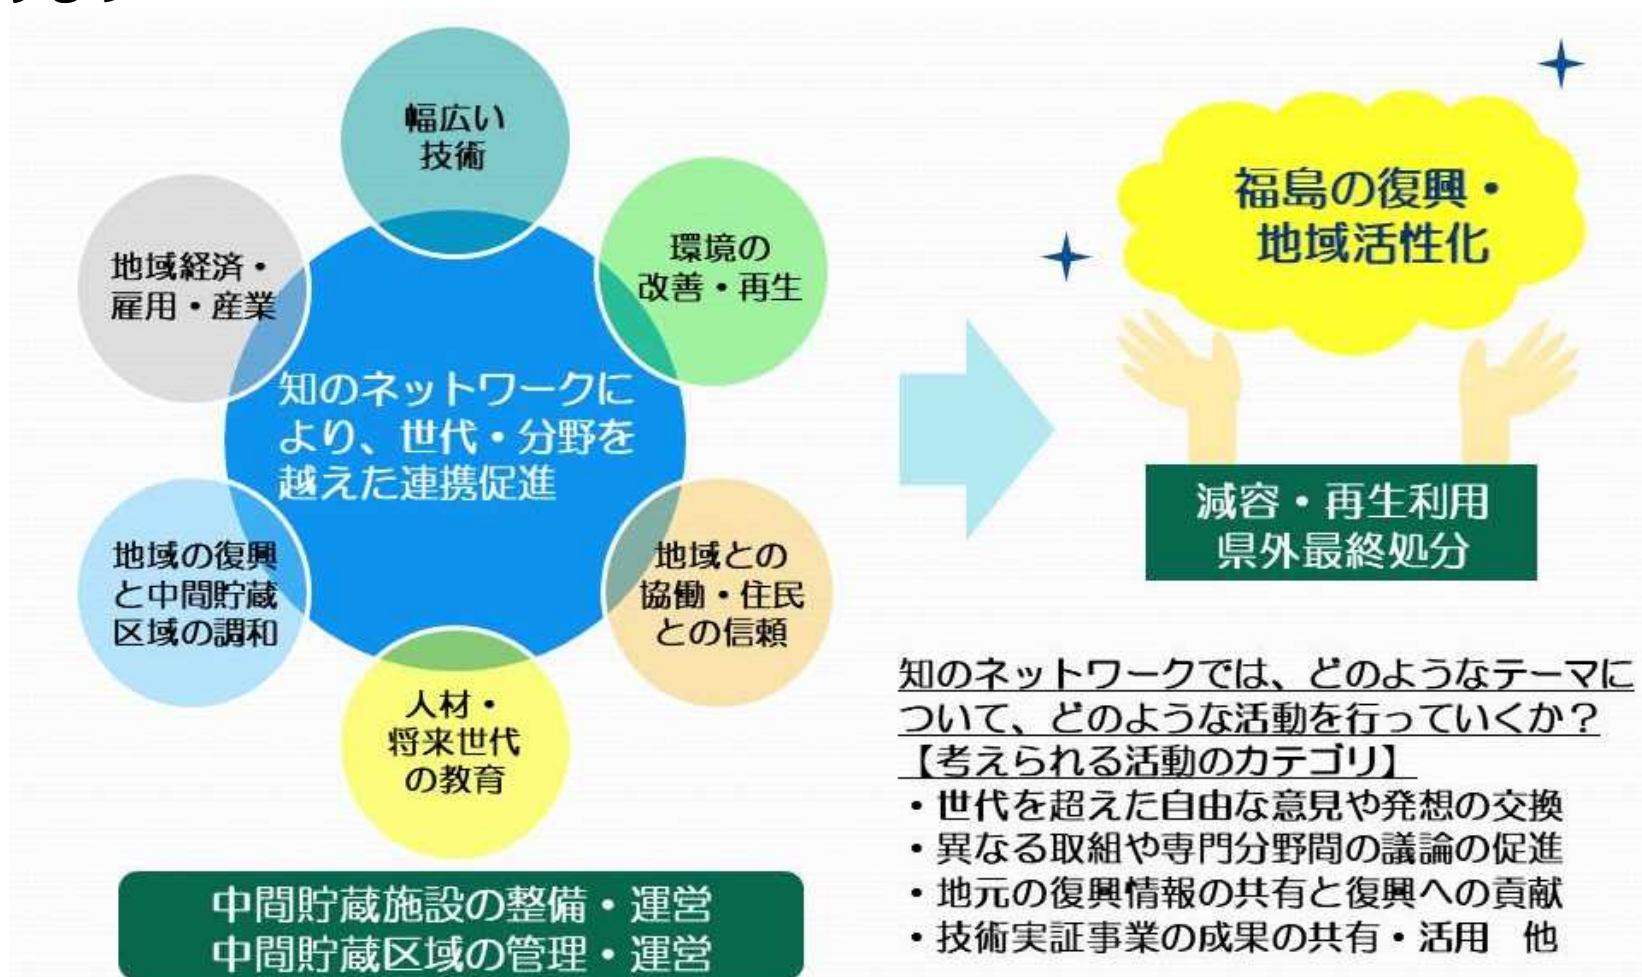 幅広い
技術
環境の
改善・再生
地域経済・
雇用・産業
知のネットワークに
より、世代・分野を
越えた連携促進
地域の復興
と中間貯蔵
区域の調和
地域との
協働・住民
との信頼
人材・
将来世代
の教育
中間貯蔵施設の整備・運営
中間貯蔵区域の管理・運営
福島の復興・
地域活性化
減容・再生利用
県外最終処分
知のネットワークでは、どのようなテーマに
ついて、どのような活動を行っていくか？
【考えられる活動のカテゴリ】
・世代を超えた自由な意見や発想の交換
・異なる取組や専門分野間の議論の促進
・地元の復興情報の共有と復興への貢献
・技術実証事業の成果の共有・活用　他